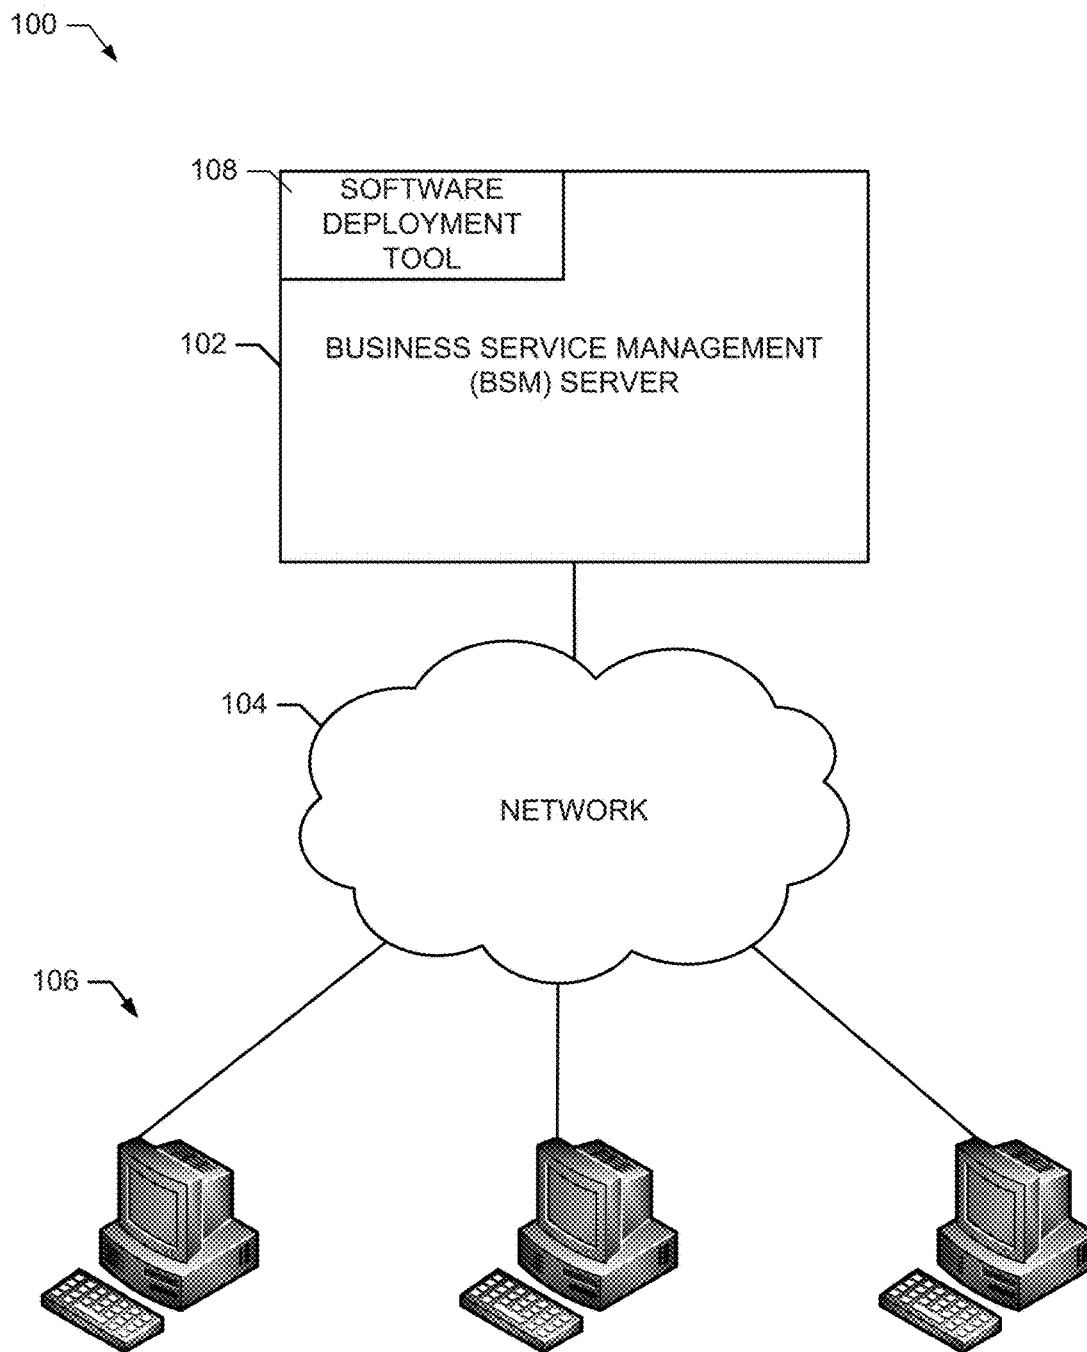 100
108
SOFTWARE
DEPLOYMENT
TOOL
102
BUSINESS SERVICE MANAGEMENT
(BSM) SERVER
104
NETWORK
106